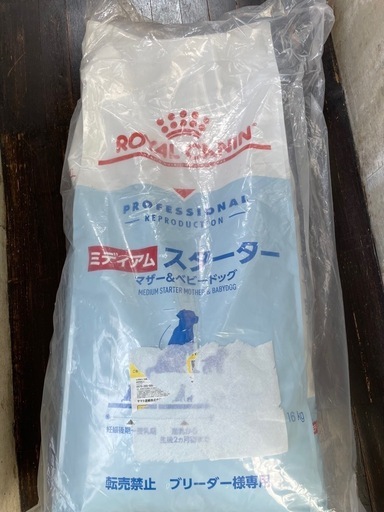 ROYAL CANIN
PROFESSIONAL
REPRODUCTION
ミディアム スターター
マザー&ベビードッグ
MEDIUM STARTER MOTHER & BABYDOG
16kg
転売禁止 ブリーダー様専用